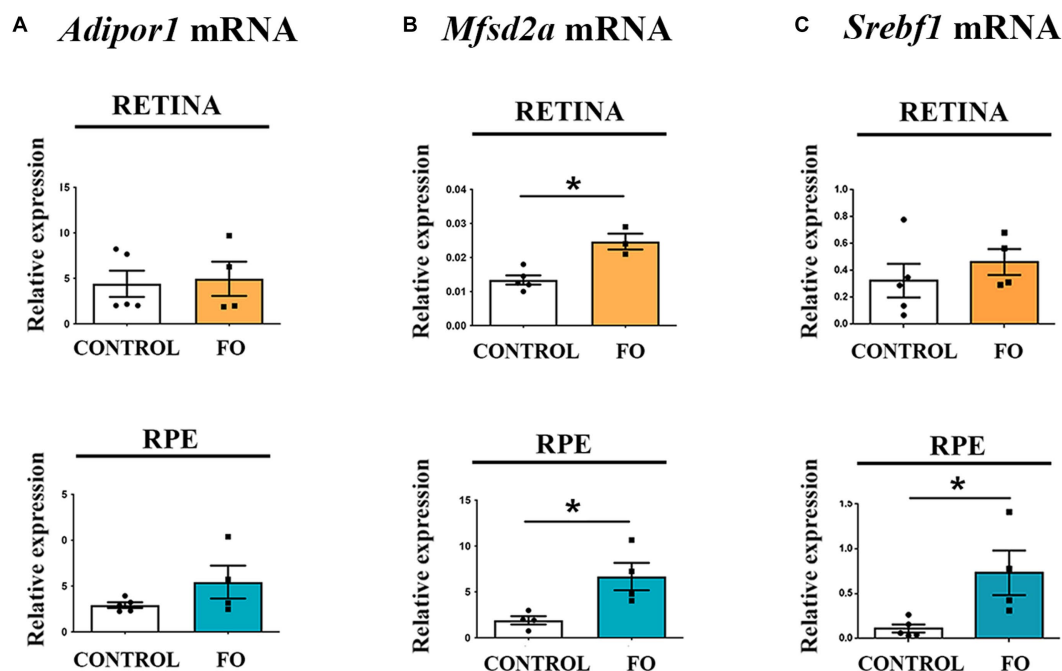 A Adipor1 mRNA
B Mfsd2a mRNA
C Srebf1 mRNA
RETINA
Relative expression
15
10
5
0
CONTROL FO
RETINA
Relative expression
0.04
0.03
0.02
0.01
0.00
*
CONTROL FO
RETINA
Relative expression
1.0
0.8
0.6
0.4
0.2
0.0
CONTROL FO
RPE
Relative expression
5
0
5
0
CONTROL FO
RPE
Relative expression
15
10
5
0
*
CONTROL FO
RPE
Relative expression
1.5
1.0
0.5
0.0
*
CONTROL FO